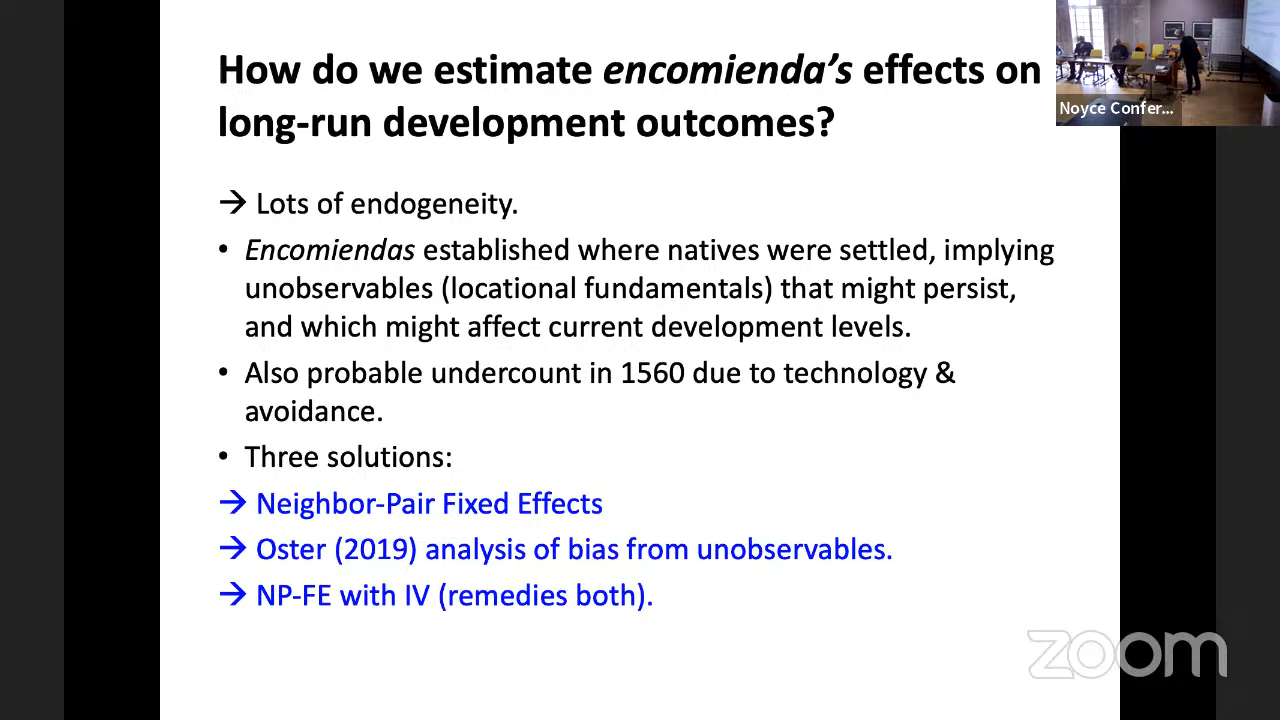 How do we estimate encomienda's effects on
long-run development outcomes?
→ Lots of endogeneity.
• Encomiendas established where natives were settled, implying
unobservables (locational fundamentals) that might persist,
and which might affect current development levels.
• Also probable undercount in 1560 due to technology &
avoidance.
• Three solutions:
→ Neighbor-Pair Fixed Effects
→ Oster (2019) analysis of bias from unobservables.
→ NP-FE with IV (remedies both).
Noyce Confer...
zoom